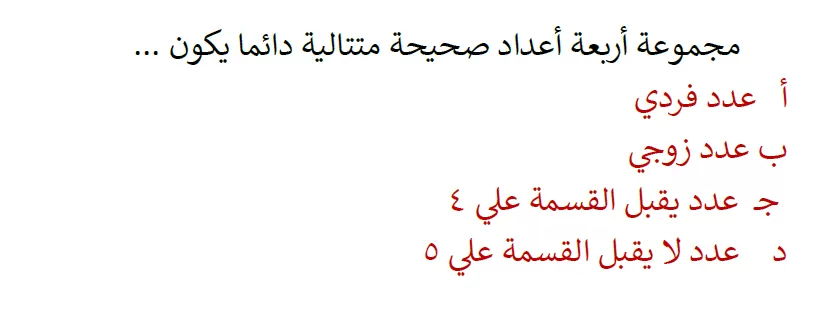 مجموعة أربعة أعداد صحيحة متتالية دائما يكون ...
أ عدد فردي
ب عدد زوجي
جـ عدد يقبل القسمة علي ٤
د عدد لا يقبل القسمة علي ٥